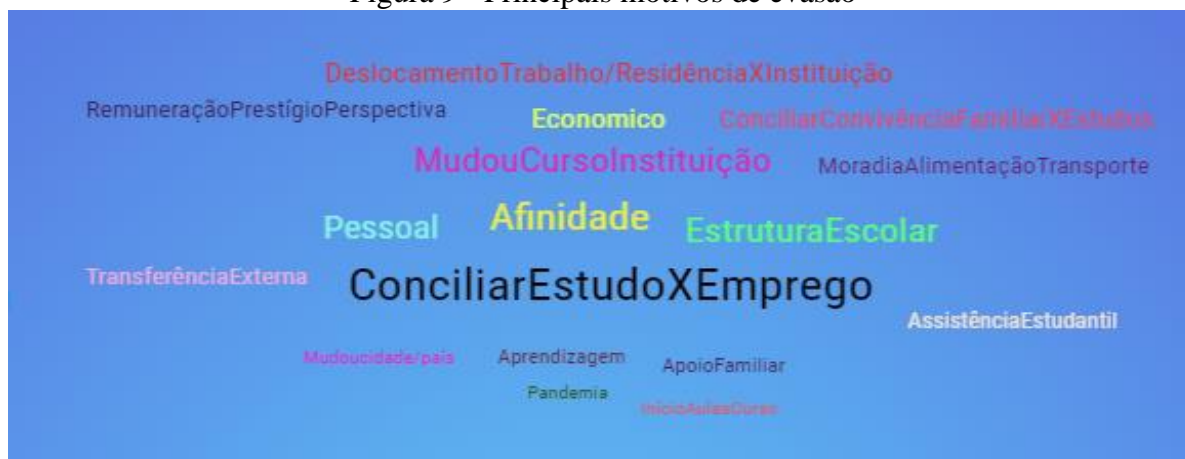 Figura 9 - Principais motivos de evasão
DeslocamentoTrabalho/ResidênciaXInstituição
RemuneraçãoPrestígioPerspectiva
Economico
ConciliarConvivênciaFamiliarXEstudos
MudouCursoInstituição
MoradiaAlimentaçãoTransporte
Pessoal
Afinidade
EstruturaEscolar
TransferênciaExterna
ConciliarEstudoXEmprego
AssistênciaEstudantil
Mudoucidade/país
Aprendizagem
ApoioFamiliar
Pandemia
InícioAulasCurso